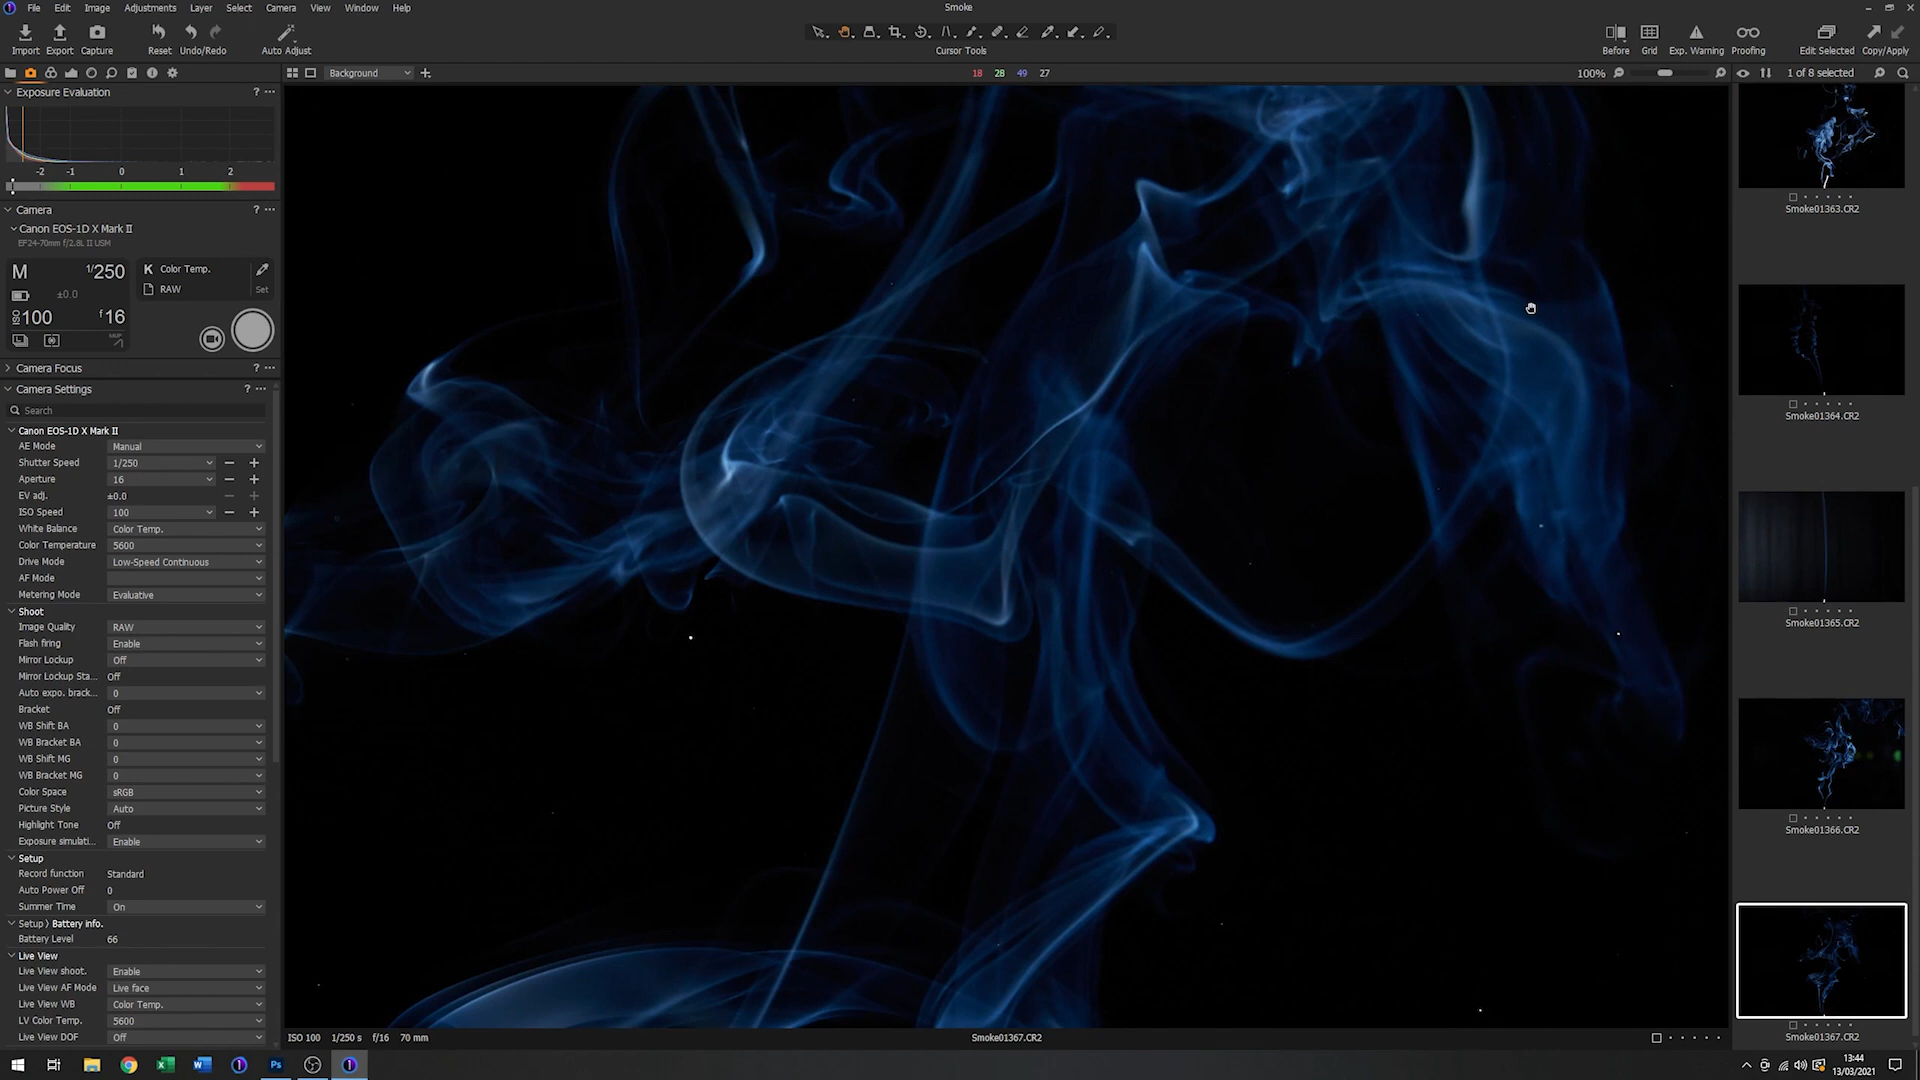 File Edit Image Adjustments Layer Select Camera View Window Help
Smoke
Import Export Capture Reset Undo/Redo Auto Adjust
Cursor Tools
Before Grid Exp. Warning Proofing Edit Selected Copy/Apply
Background
18 28 49 27
100%
1 of 8 selected
Exposure Evaluation ?
-2 -1 0 1 2
Camera ?
Canon EOS-1D X Mark II
EF24-70mm f/2.8L II USM
M 1/250
±0.0
ISO 100 f 16
K Color Temp.
RAW Set
Camera Focus ?
Camera Settings ?
Search
Canon EOS-1D X Mark II
AE Mode Manual
Shutter Speed 1/250
Aperture 16
EV adj. ±0.0
ISO Speed 100
White Balance Color Temp.
Color Temperature 5600
Drive Mode Low-Speed Continuous
AF Mode
Metering Mode Evaluative
Shoot
Image Quality RAW
Flash firing Enable
Mirror Lockup Off
Mirror Lockup Sta... Off
Auto expo. brack... 0
Bracket Off
WB Shift BA 0
WB Bracket BA 0
WB Shift MG 0
WB Bracket MG 0
Color Space sRGB
Picture Style Auto
Highlight Tone Off
Exposure simulati... Enable
Setup
Record function Standard
Auto Power Off 0
Summer Time On
Setup 〉 Battery info.
Battery Level 66
Live View
Live View shoot. Enable
Live View AF Mode Live face
Live View WB Color Temp.
LV Color Temp. 5600
Live View DOF Off
Smoke01363.CR2
Smoke01364.CR2
Smoke01365.CR2
Smoke01366.CR2
Smoke01367.CR2
ISO 100 1/250 s f/16 70 mm
Smoke01367.CR2
13:44
13/03/2021